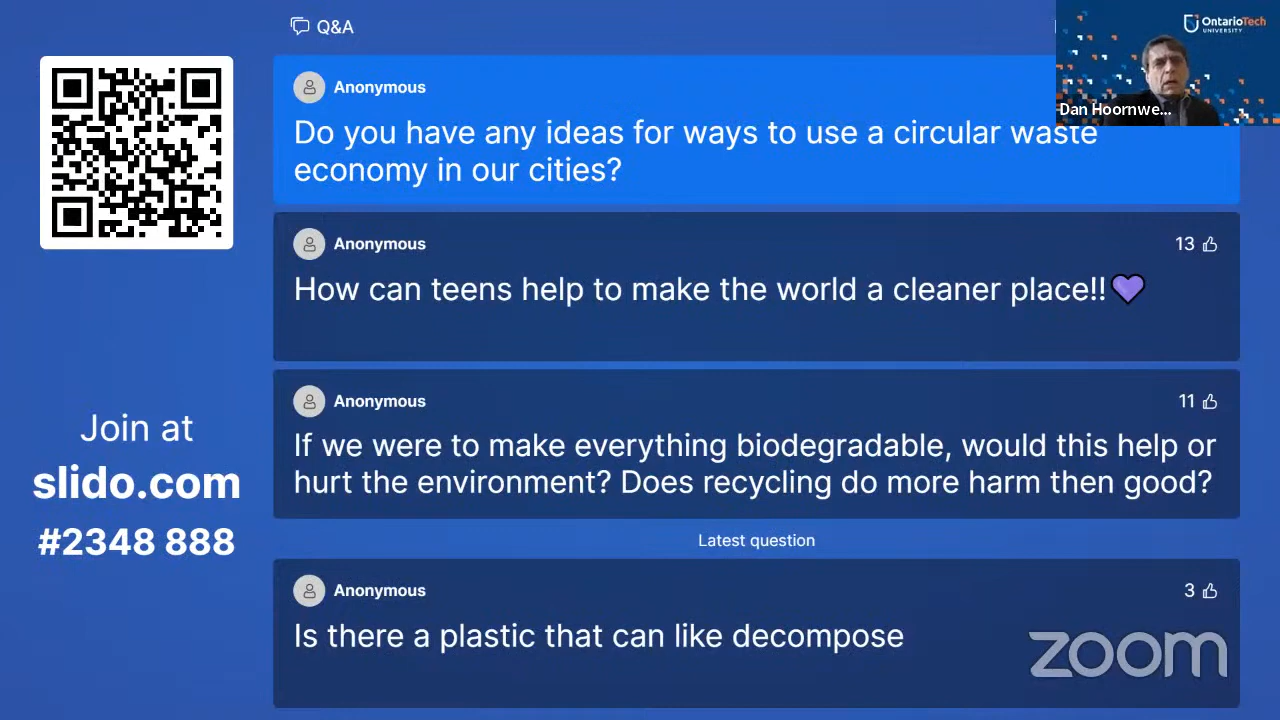 Q&A
OntarioTech
UNIVERSITY
Dan Hoornwe...
Anonymous
Do you have any ideas for ways to use a circular waste
economy in our cities?
Anonymous
13
How can teens help to make the world a cleaner place!!💜
Anonymous
11
If we were to make everything biodegradable, would this help or
hurt the environment? Does recycling do more harm then good?
Join at
slido.com
#2348 888
Latest question
Anonymous
3
Is there a plastic that can like decompose
zoom